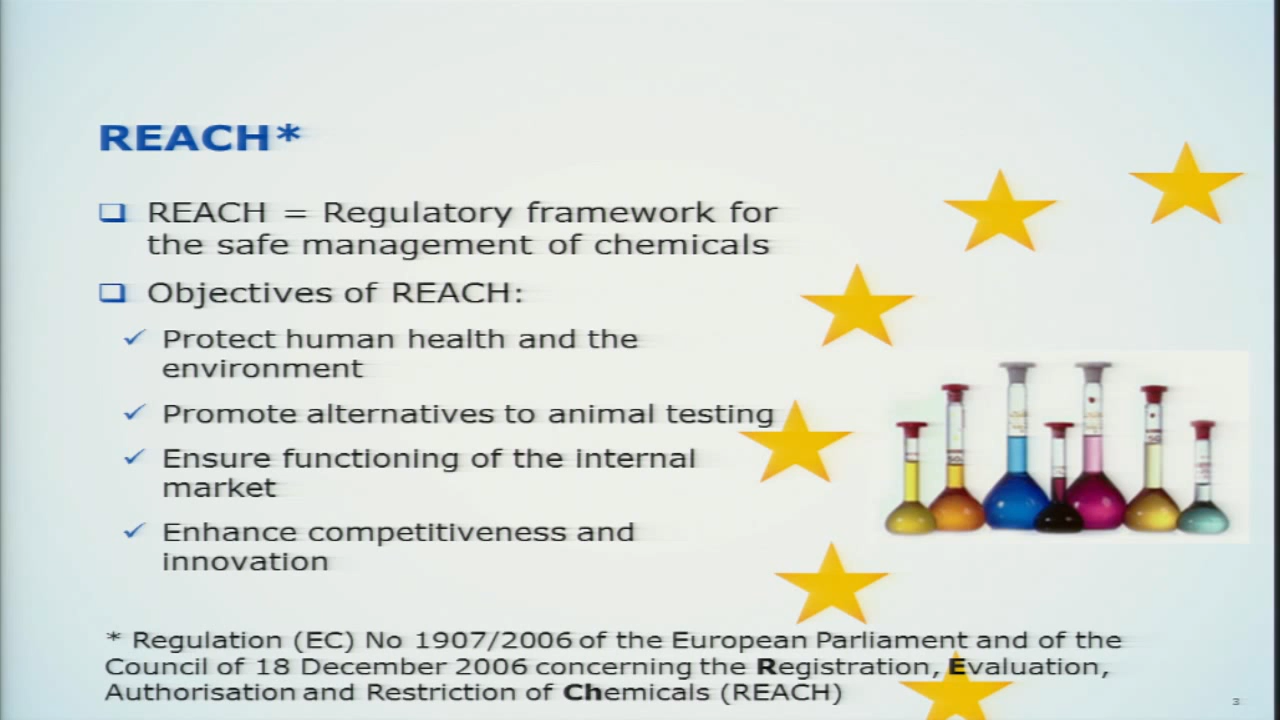 REACH*
REACH = Regulatory framework for
the safe management of chemicals
Objectives of REACH:
Protect human health and the
environment
Promote alternatives to animal testing
Ensure functioning of the internal
market
Enhance competitiveness and
innovation
* Regulation (EC) No 1907/2006 of the European Parliament and of the
Council of 18 December 2006 concerning the Registration, Evaluation,
Authorisation and Restriction of Chemicals (REACH)
3